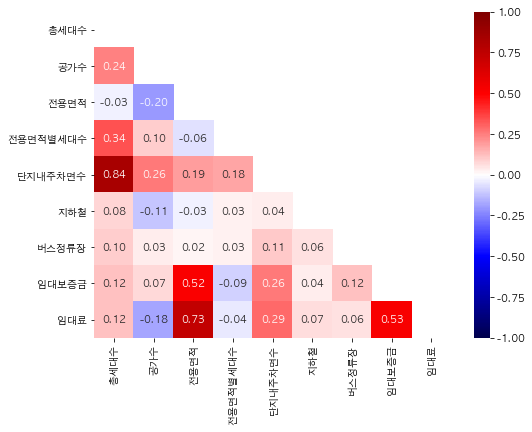 총세대수
공가수
0.24
전용면적
-0.03 -0.20
전용면적별세대수
0.34 0.10 -0.06
단지내주차면수
0.84 0.26 0.19 0.18
지하철
0.08 -0.11 -0.03 0.03 0.04
버스정류장
0.10 0.03 0.02 0.03 0.11 0.06
임대보증금
0.12 0.07 0.52 -0.09 0.26 0.04 0.12
임대료
0.12 -0.18 0.73 -0.04 0.29 0.07 0.06 0.53
총세대수
공가수
전용면적
전용면적별세대수
단지내주차면수
지하철
버스정류장
임대보증금
임대료
1.00
0.75
0.50
0.25
0.00
-0.25
-0.50
-0.75
-1.00